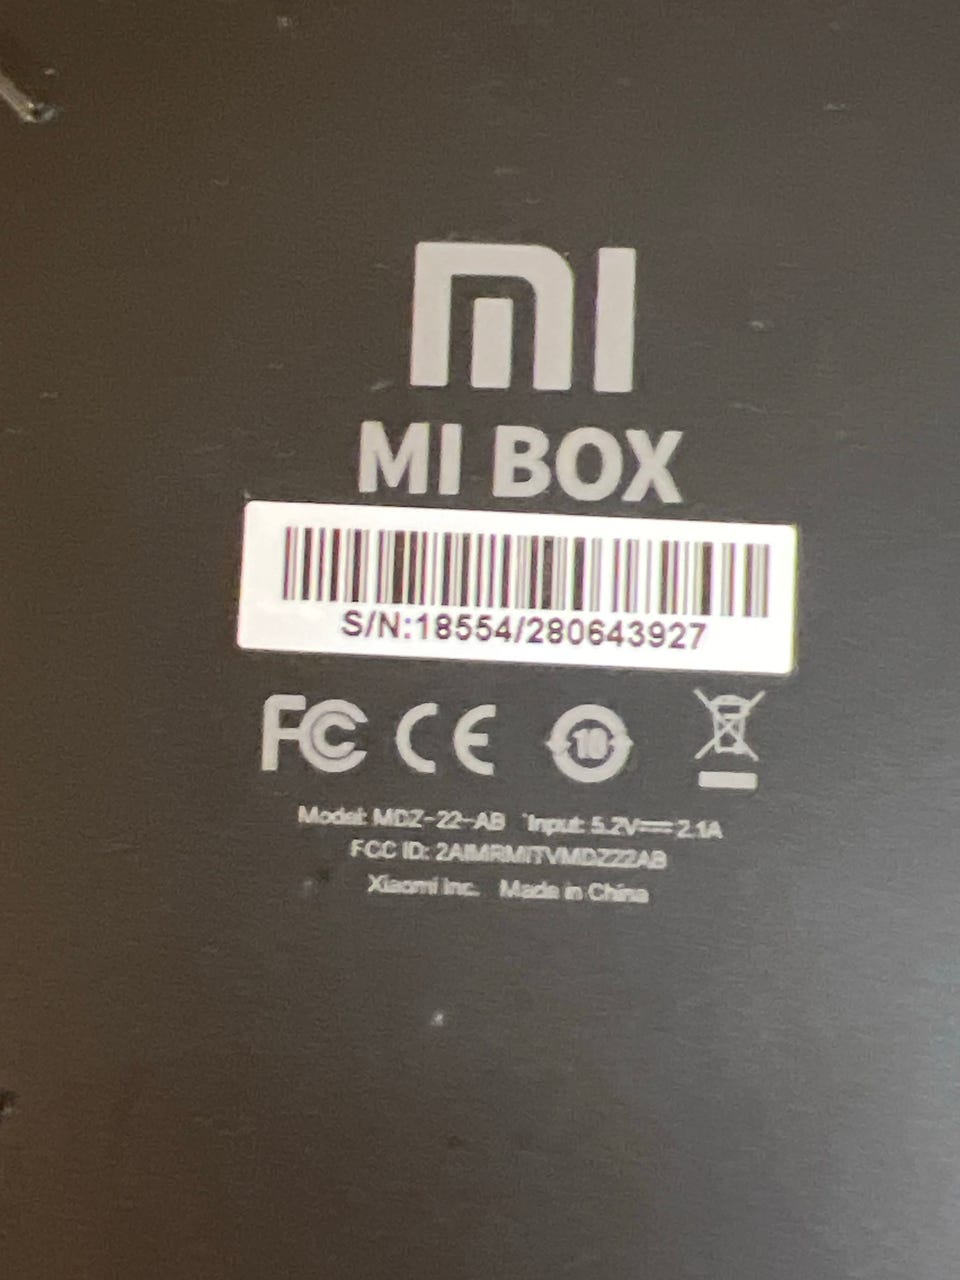 MI
MI BOX
S/N:18554/280643927
FC CE 10
Model: MDZ-22-AB Input: 5.2V⎓2.1A
FCC ID: 2AIMRMITVMDZ22AB
Xiaomi Inc. Made in China